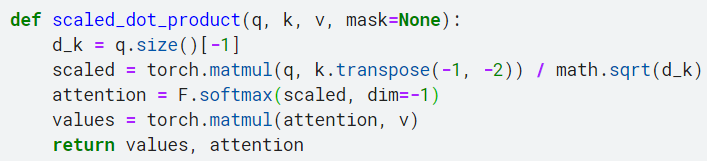 def scaled_dot_product(q, k, v, mask=None):
    d_k = q.size()[-1]
    scaled = torch.matmul(q, k.transpose(-1, -2)) / math.sqrt(d_k)
    attention = F.softmax(scaled, dim=-1)
    values = torch.matmul(attention, v)
    return values, attention